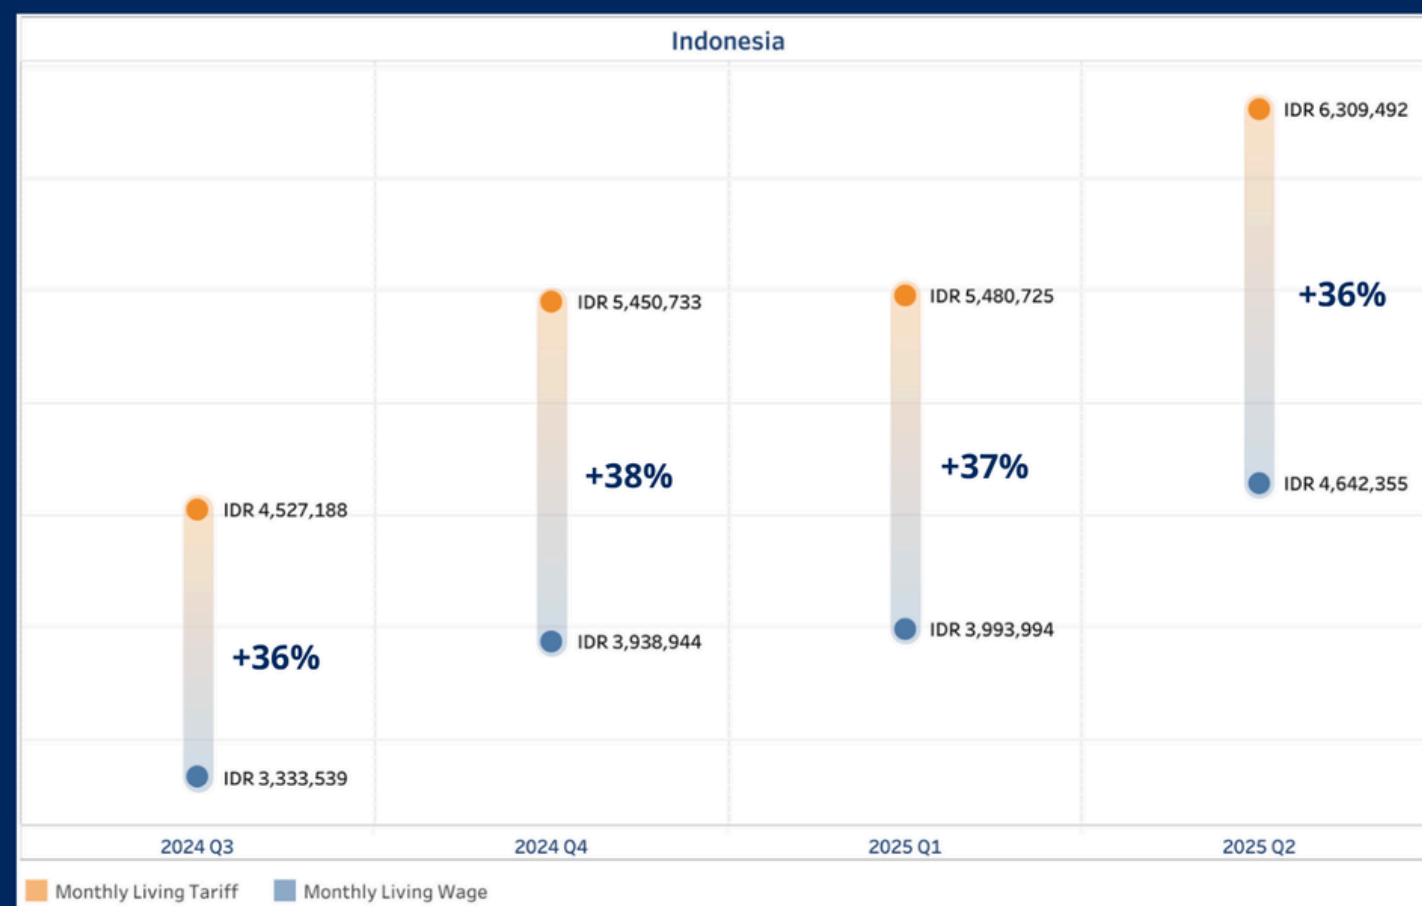 Indonesia
IDR 6,309,492
IDR 5,450,733
IDR 5,480,725
+36%
+38%
+37%
IDR 4,642,355
IDR 4,527,188
IDR 3,938,944
IDR 3,993,994
+36%
IDR 3,333,539
2024 Q3 2024 Q4 2025 Q1 2025 Q2
Monthly Living Tariff Monthly Living Wage